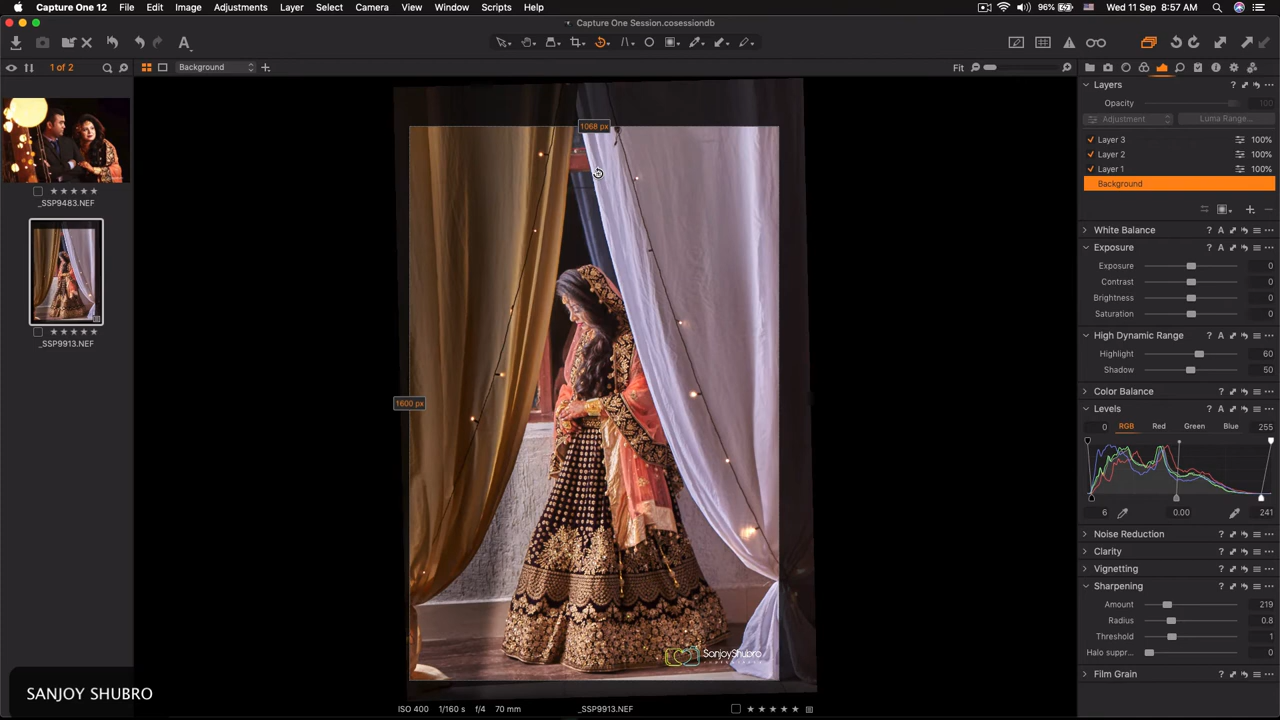 Capture One 12 File Edit Image Adjustments Layer Select Camera View Window Scripts Help 96% Wed 11 Sep 8:57 AM
Capture One Session.cosessiondb
1 of 2 Background Fit
Layers
Opacity 100
Adjustment Luma Range...
Layer 3 100%
Layer 2 100%
Layer 1 100%
Background
White Balance
Exposure
Exposure 0
Contrast 0
Brightness 0
Saturation 0
High Dynamic Range
Highlight 60
Shadow 50
Color Balance
Levels
0 RGB Red Green Blue 255
6 0.00 241
Noise Reduction
Clarity
Vignetting
Sharpening
Amount 219
Radius 0.8
Threshold 1
Halo suppr... 0
Film Grain
_SSP9483.NEF
_SSP9913.NEF
1068 px
1600 px
SanjoyShubro
SANJOY SHUBRO
ISO 400 1/160 s f/4 70 mm _SSP9913.NEF